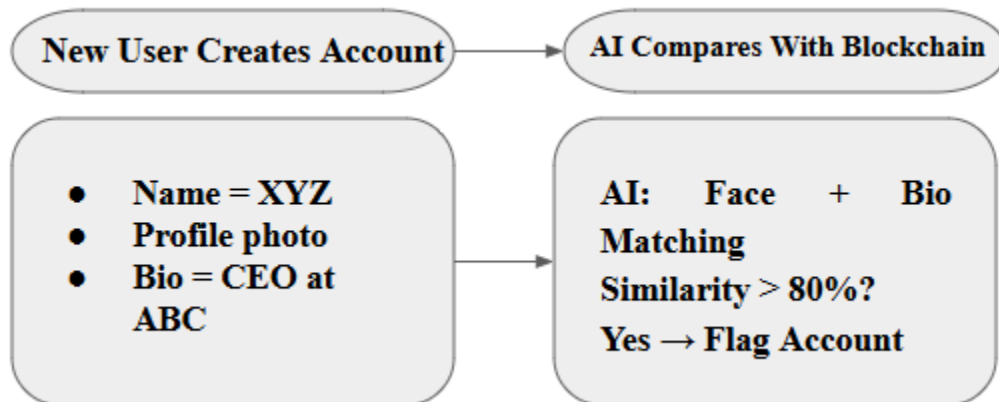 New User Creates Account
AI Compares With Blockchain
● Name = XYZ
● Profile photo
● Bio = CEO at
ABC
AI: Face + Bio
Matching
Similarity > 80%?
Yes → Flag Account